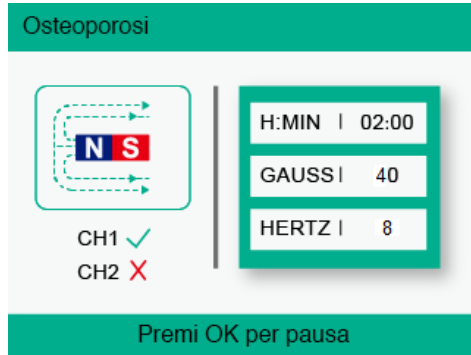 Osteoporosi
N S
CH1 ✓
CH2 X
H:MIN | 02:00
GAUSS | 40
HERTZ | 8
Premi OK per pausa